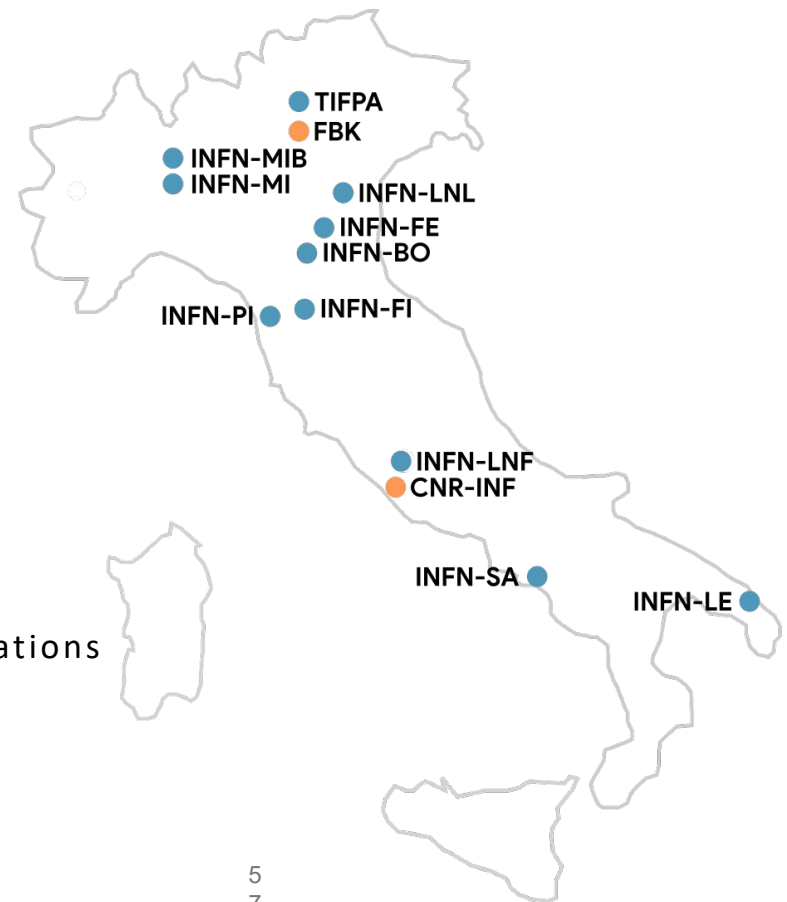 TIFPA
FBK
INFN-MIB
INFN-MI
INFN-LNL
INFN-FE
INFN-BO
INFN-PI
INFN-FI
INFN-LNF
CNR-INF
INFN-SA
INFN-LE
ations
5
7